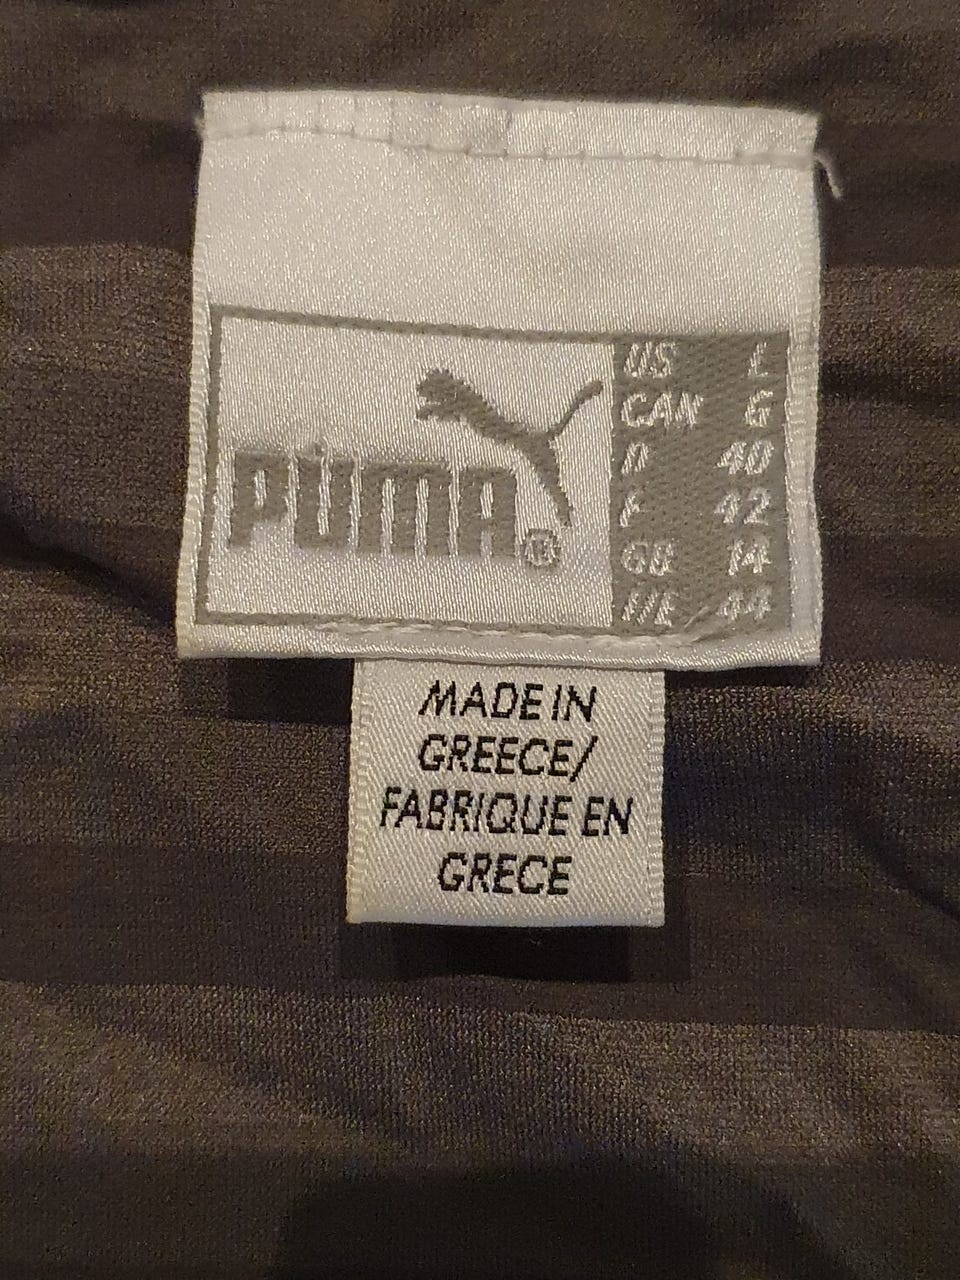 PUMA
US L
CAN G
D 40
F 42
GB 14
I/E 44
MADE IN
GREECE/
FABRIQUE EN
GRECE